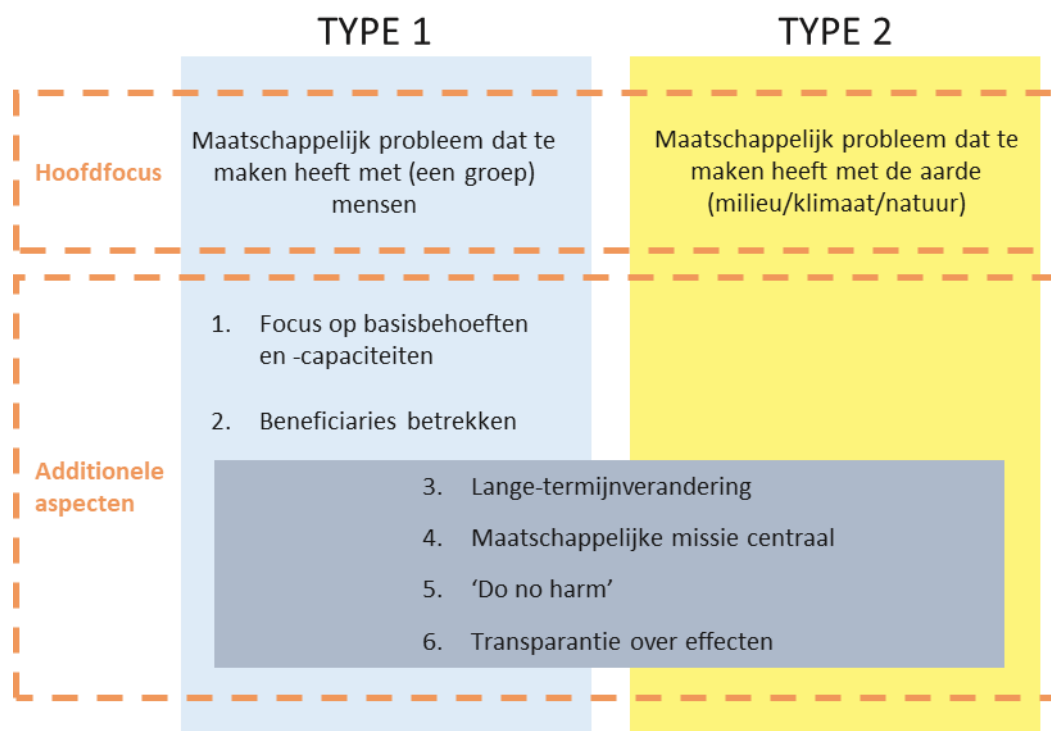 TYPE 1
TYPE 2
Hoofdfocus
Maatschappelijk probleem dat te
maken heeft met (een groep)
mensen
Maatschappelijk probleem dat te
maken heeft met de aarde
(milieu/klimaat/natuur)
Additionele
aspecten
1. Focus op basisbehoeften
en -capaciteiten
2. Beneficiaries betrekken
3. Lange-termijnverandering
4. Maatschappelijke missie centraal
5. ‘Do no harm’
6. Transparantie over effecten